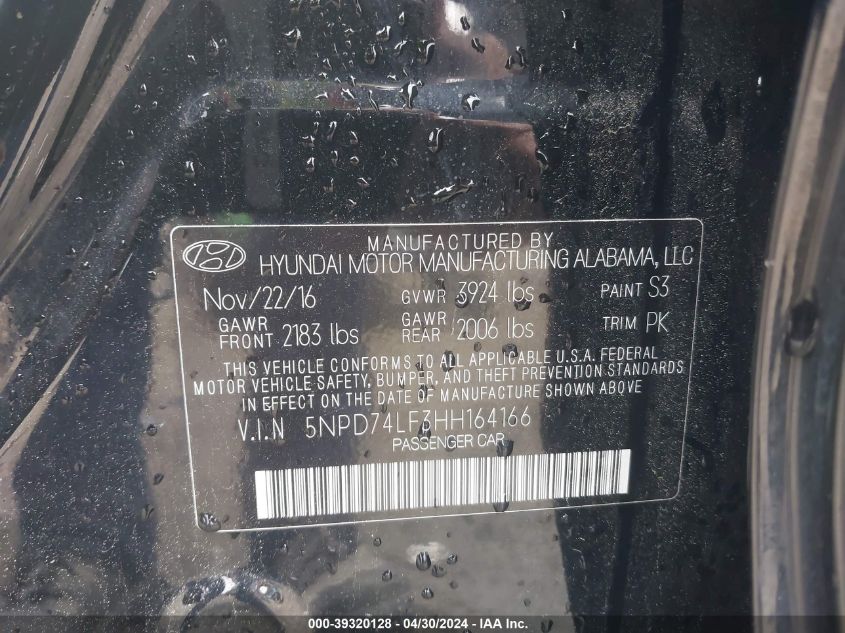 MANUFACTURED BY
HYUNDAI MOTOR MANUFACTURING ALABAMA, LLC
Nov/22/16 GVWR 3924 lbs PAINT S3
GAWR FRONT 2183 lbs GAWR REAR 2006 lbs TRIM PK
THIS VEHICLE CONFORMS TO ALL APPLICABLE U.S.A. FEDERAL
MOTOR VEHICLE SAFETY, BUMPER, AND THEFT PREVENTION STANDARDS
IN EFFECT ON THE DATE OF MANUFACTURE SHOWN ABOVE
V.I.N 5NPD74LF3HH164166
PASSENGER CAR
000-39320128 - 04/30/2024 - IAA Inc.